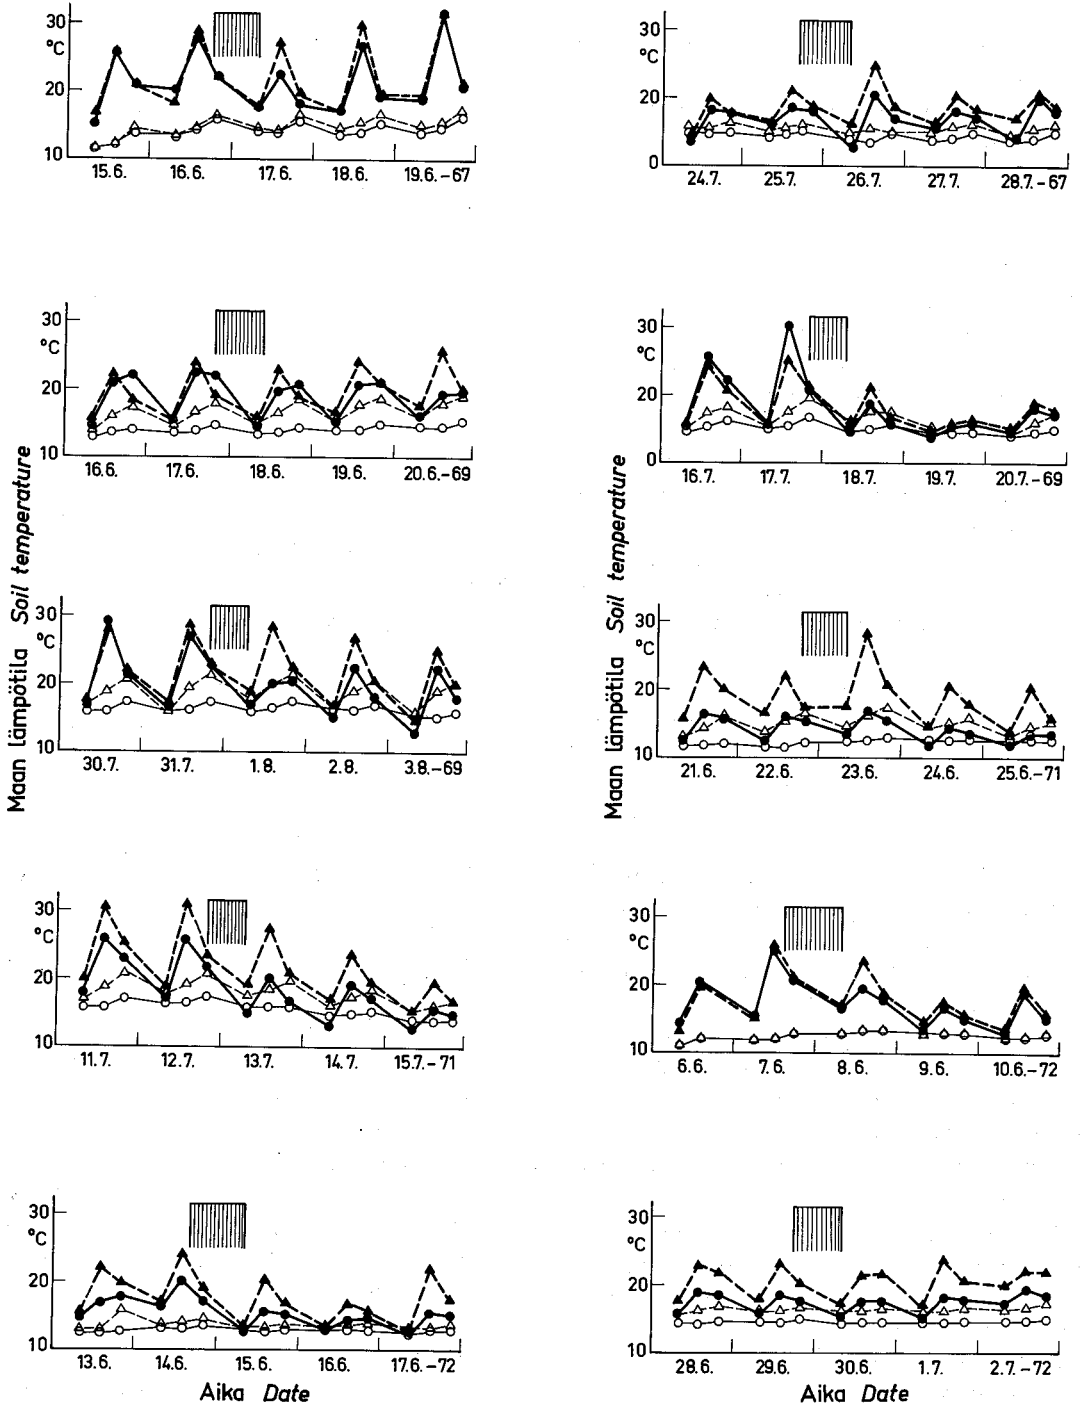 30
°C
20
10
15.6. 16.6. 17.6. 18.6. 19.6.-67
30
°C
20
0
24.7. 25.7. 26.7. 27.7. 28.7.-67
30
°C
20
10
16.6. 17.6. 18.6. 19.6. 20.6.-69
30
°C
20
0
16.7. 17.7. 18.7. 19.7. 20.7.-69
Maan lämpötila Soil temperature
Maan lämpötila Soil temperature
30
°C
20
10
30.7. 31.7. 1.8. 2.8. 3.8.-69
30
°C
20
10
21.6. 22.6. 23.6. 24.6. 25.6.-71
30
°C
20
10
11.7. 12.7. 13.7. 14.7. 15.7.-71
30
°C
20
10
6.6. 7.6. 8.6. 9.6. 10.6.-72
30
°C
20
10
13.6. 14.6. 15.6. 16.6. 17.6.-72
Aika Date
30
°C
20
10
28.6. 29.6. 30.6. 1.7. 2.7.-72
Aika Date